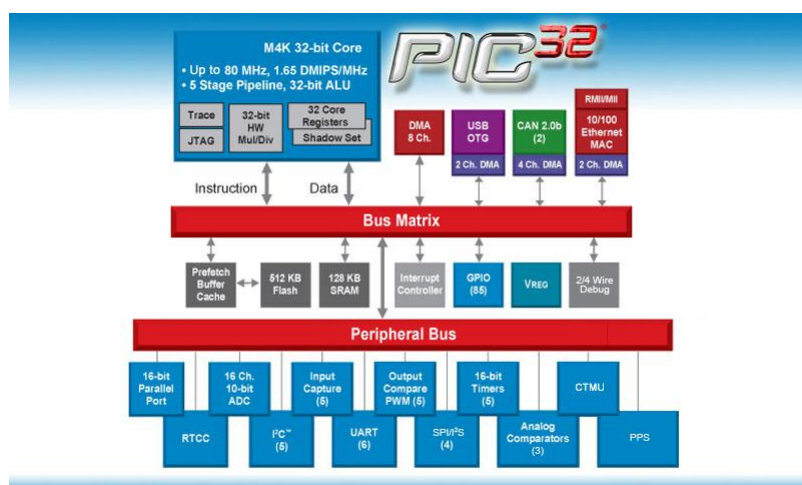 M4K 32-bit Core
• Up to 80 MHz, 1.65 DMIPS/MHz
• 5 Stage Pipeline, 32-bit ALU
Trace
JTAG
32-bit
HW
Mul/Div
32 Core
Registers
Shadow Set
PIC32®
DMA
8 Ch.
USB
OTG
2 Ch. DMA
CAN 2.0b
(2)
4 Ch. DMA
RMII/MII
10/100
Ethernet
MAC
2 Ch. DMA
Instruction
Data
Bus Matrix
Prefetch
Buffer
Cache
512 KB
Flash
128 KB
SRAM
Interrupt
Controller
GPIO
(85)
VREG
2/4 Wire
Debug
Peripheral Bus
16-bit
Parallel
Port
16 Ch.
10-bit
ADC
Input
Capture
(5)
Output
Compare
PWM (5)
16-bit
Timers
(5)
CTMU
RTCC
I²C™
(5)
UART
(6)
SPI/I²S
(4)
Analog
Comparators
(3)
PPS